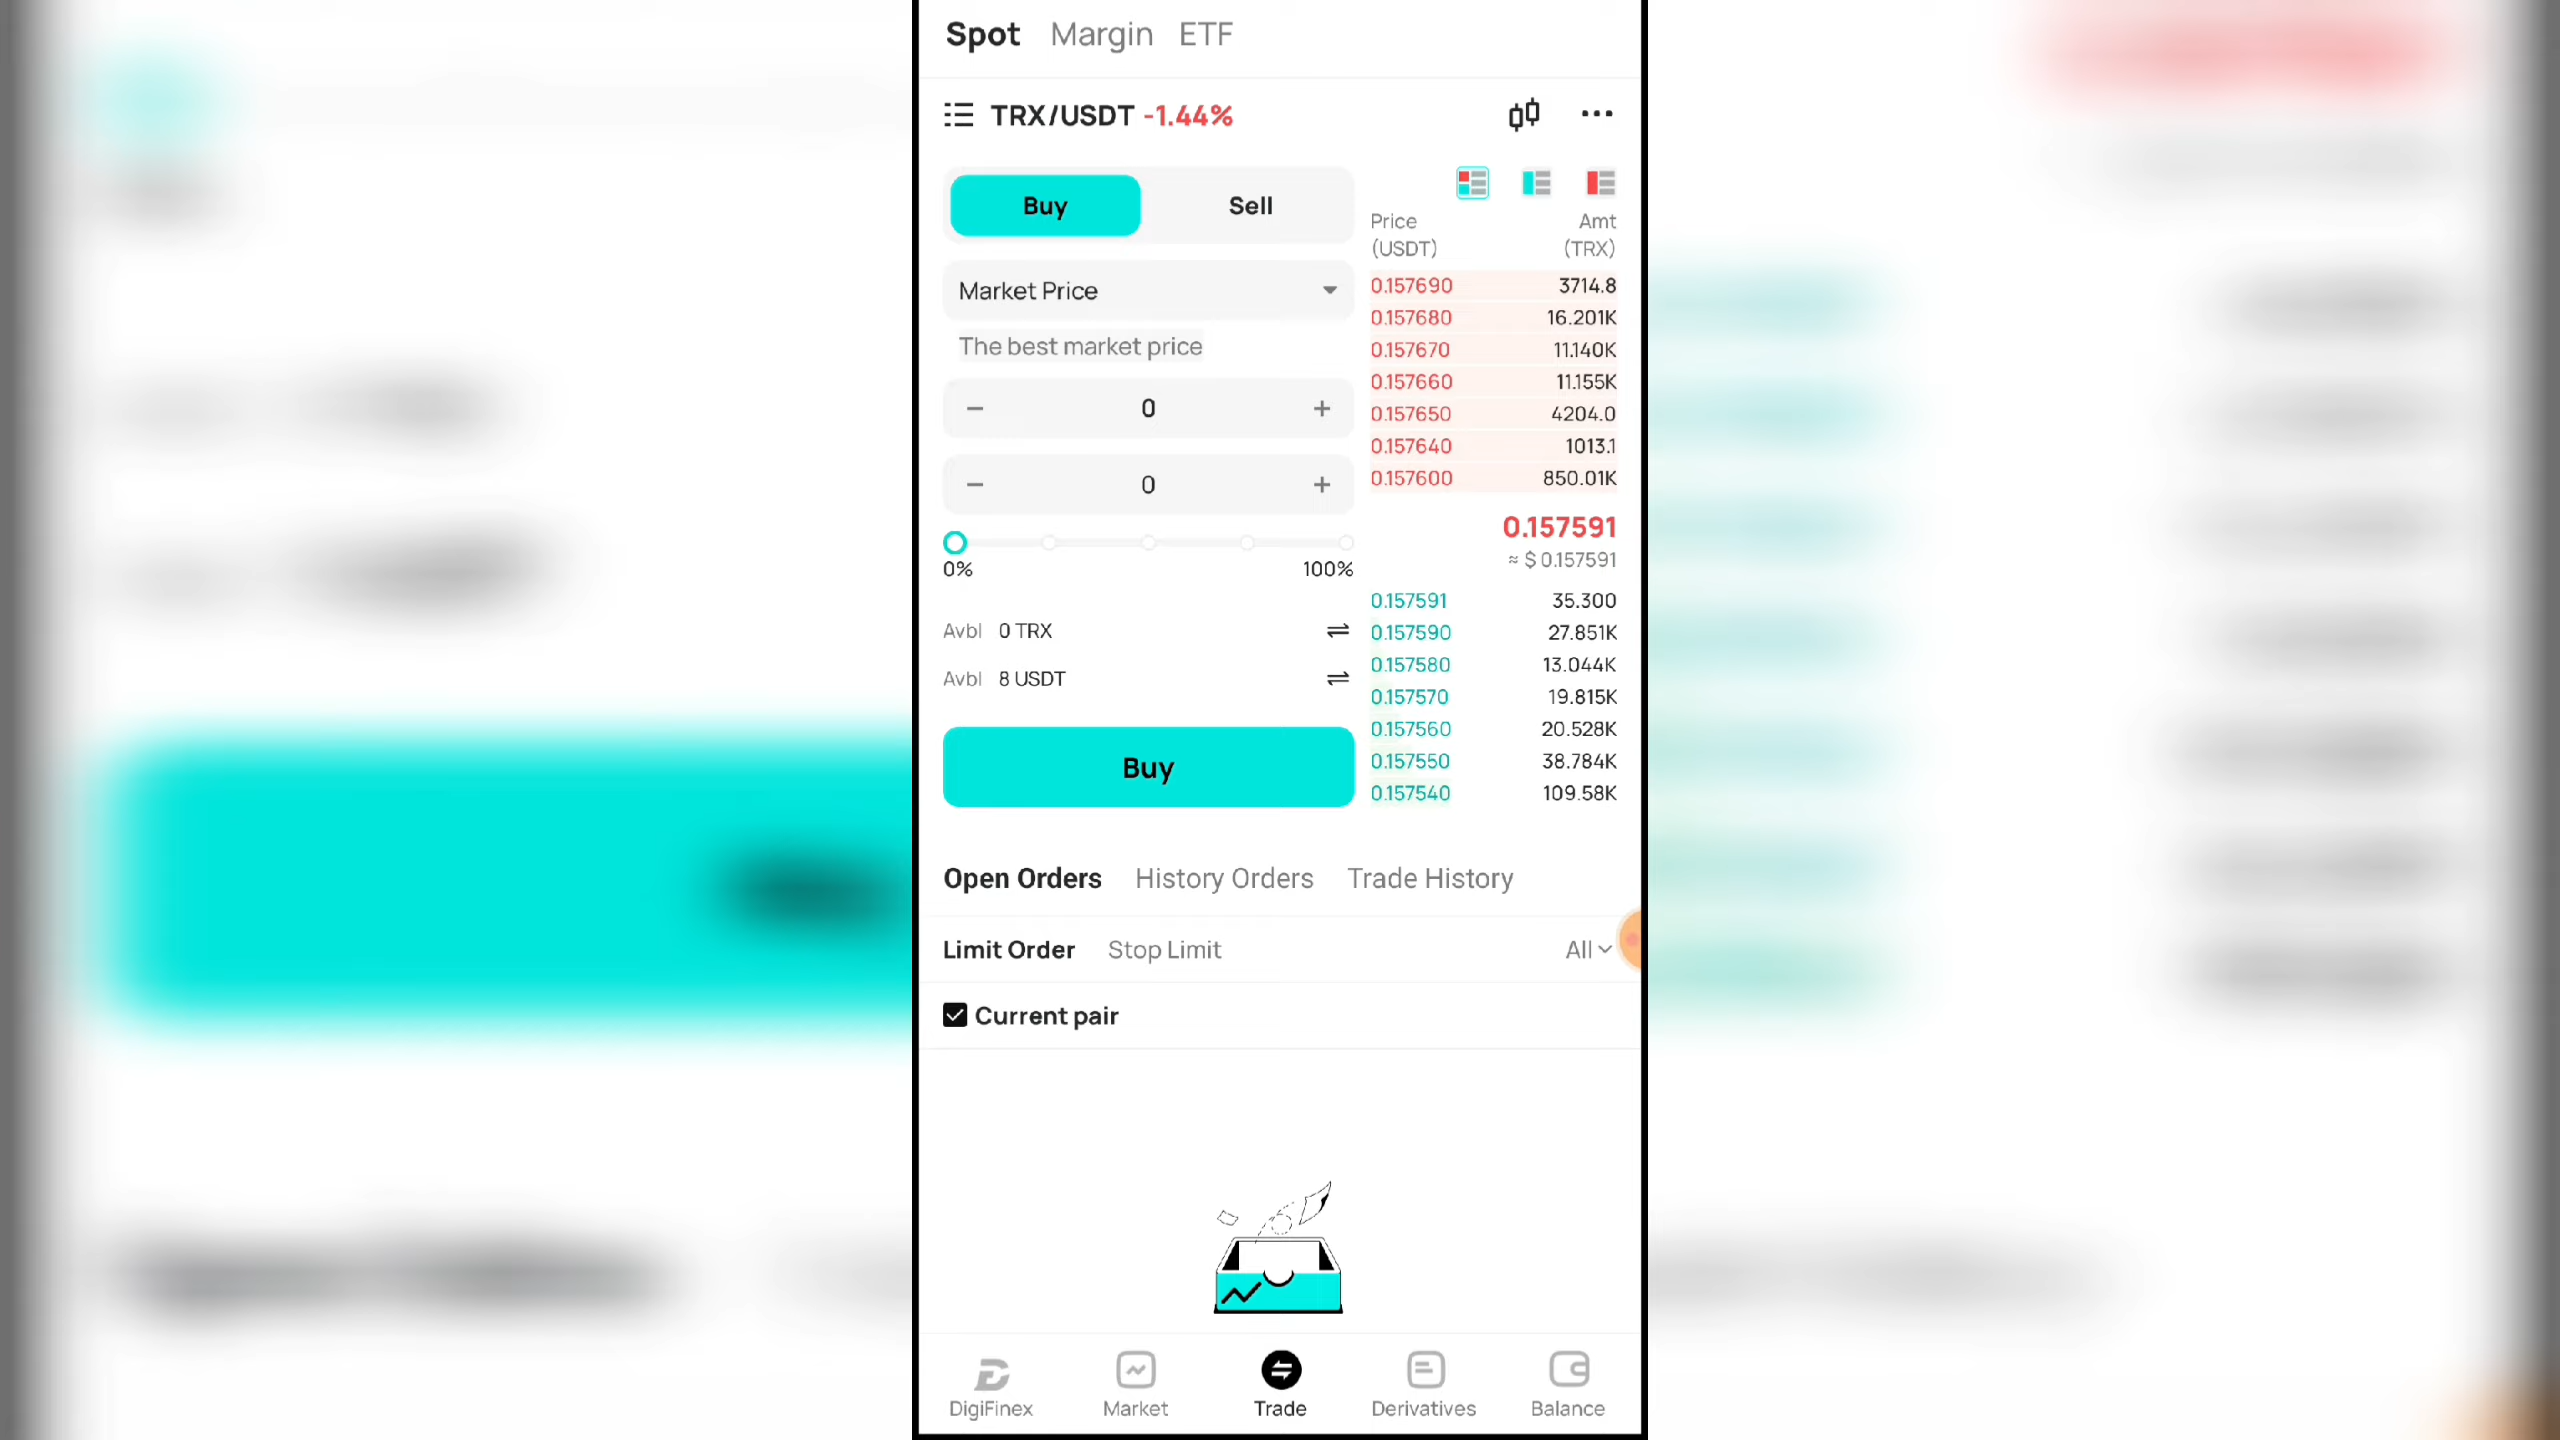 Spot Margin ETF
TRX/USDT -1.44%
Buy Sell
Market Price
The best market price
- 0 +
- 0 +
0% 100%
Avbl 0 TRX
Avbl 8 USDT
Buy
Price Amt
(USDT) (TRX)
0.157690 3714.8
0.157680 16.201K
0.157670 11.140K
0.157660 11.155K
0.157650 4204.0
0.157640 1013.1
0.157600 850.01K
0.157591
≈ $ 0.157591
0.157591 35.300
0.157590 27.851K
0.157580 13.044K
0.157570 19.815K
0.157560 20.528K
0.157550 38.784K
0.157540 109.58K
Open Orders History Orders Trade History
Limit Order Stop Limit All
Current pair
DigiFinex Market Trade Derivatives Balance